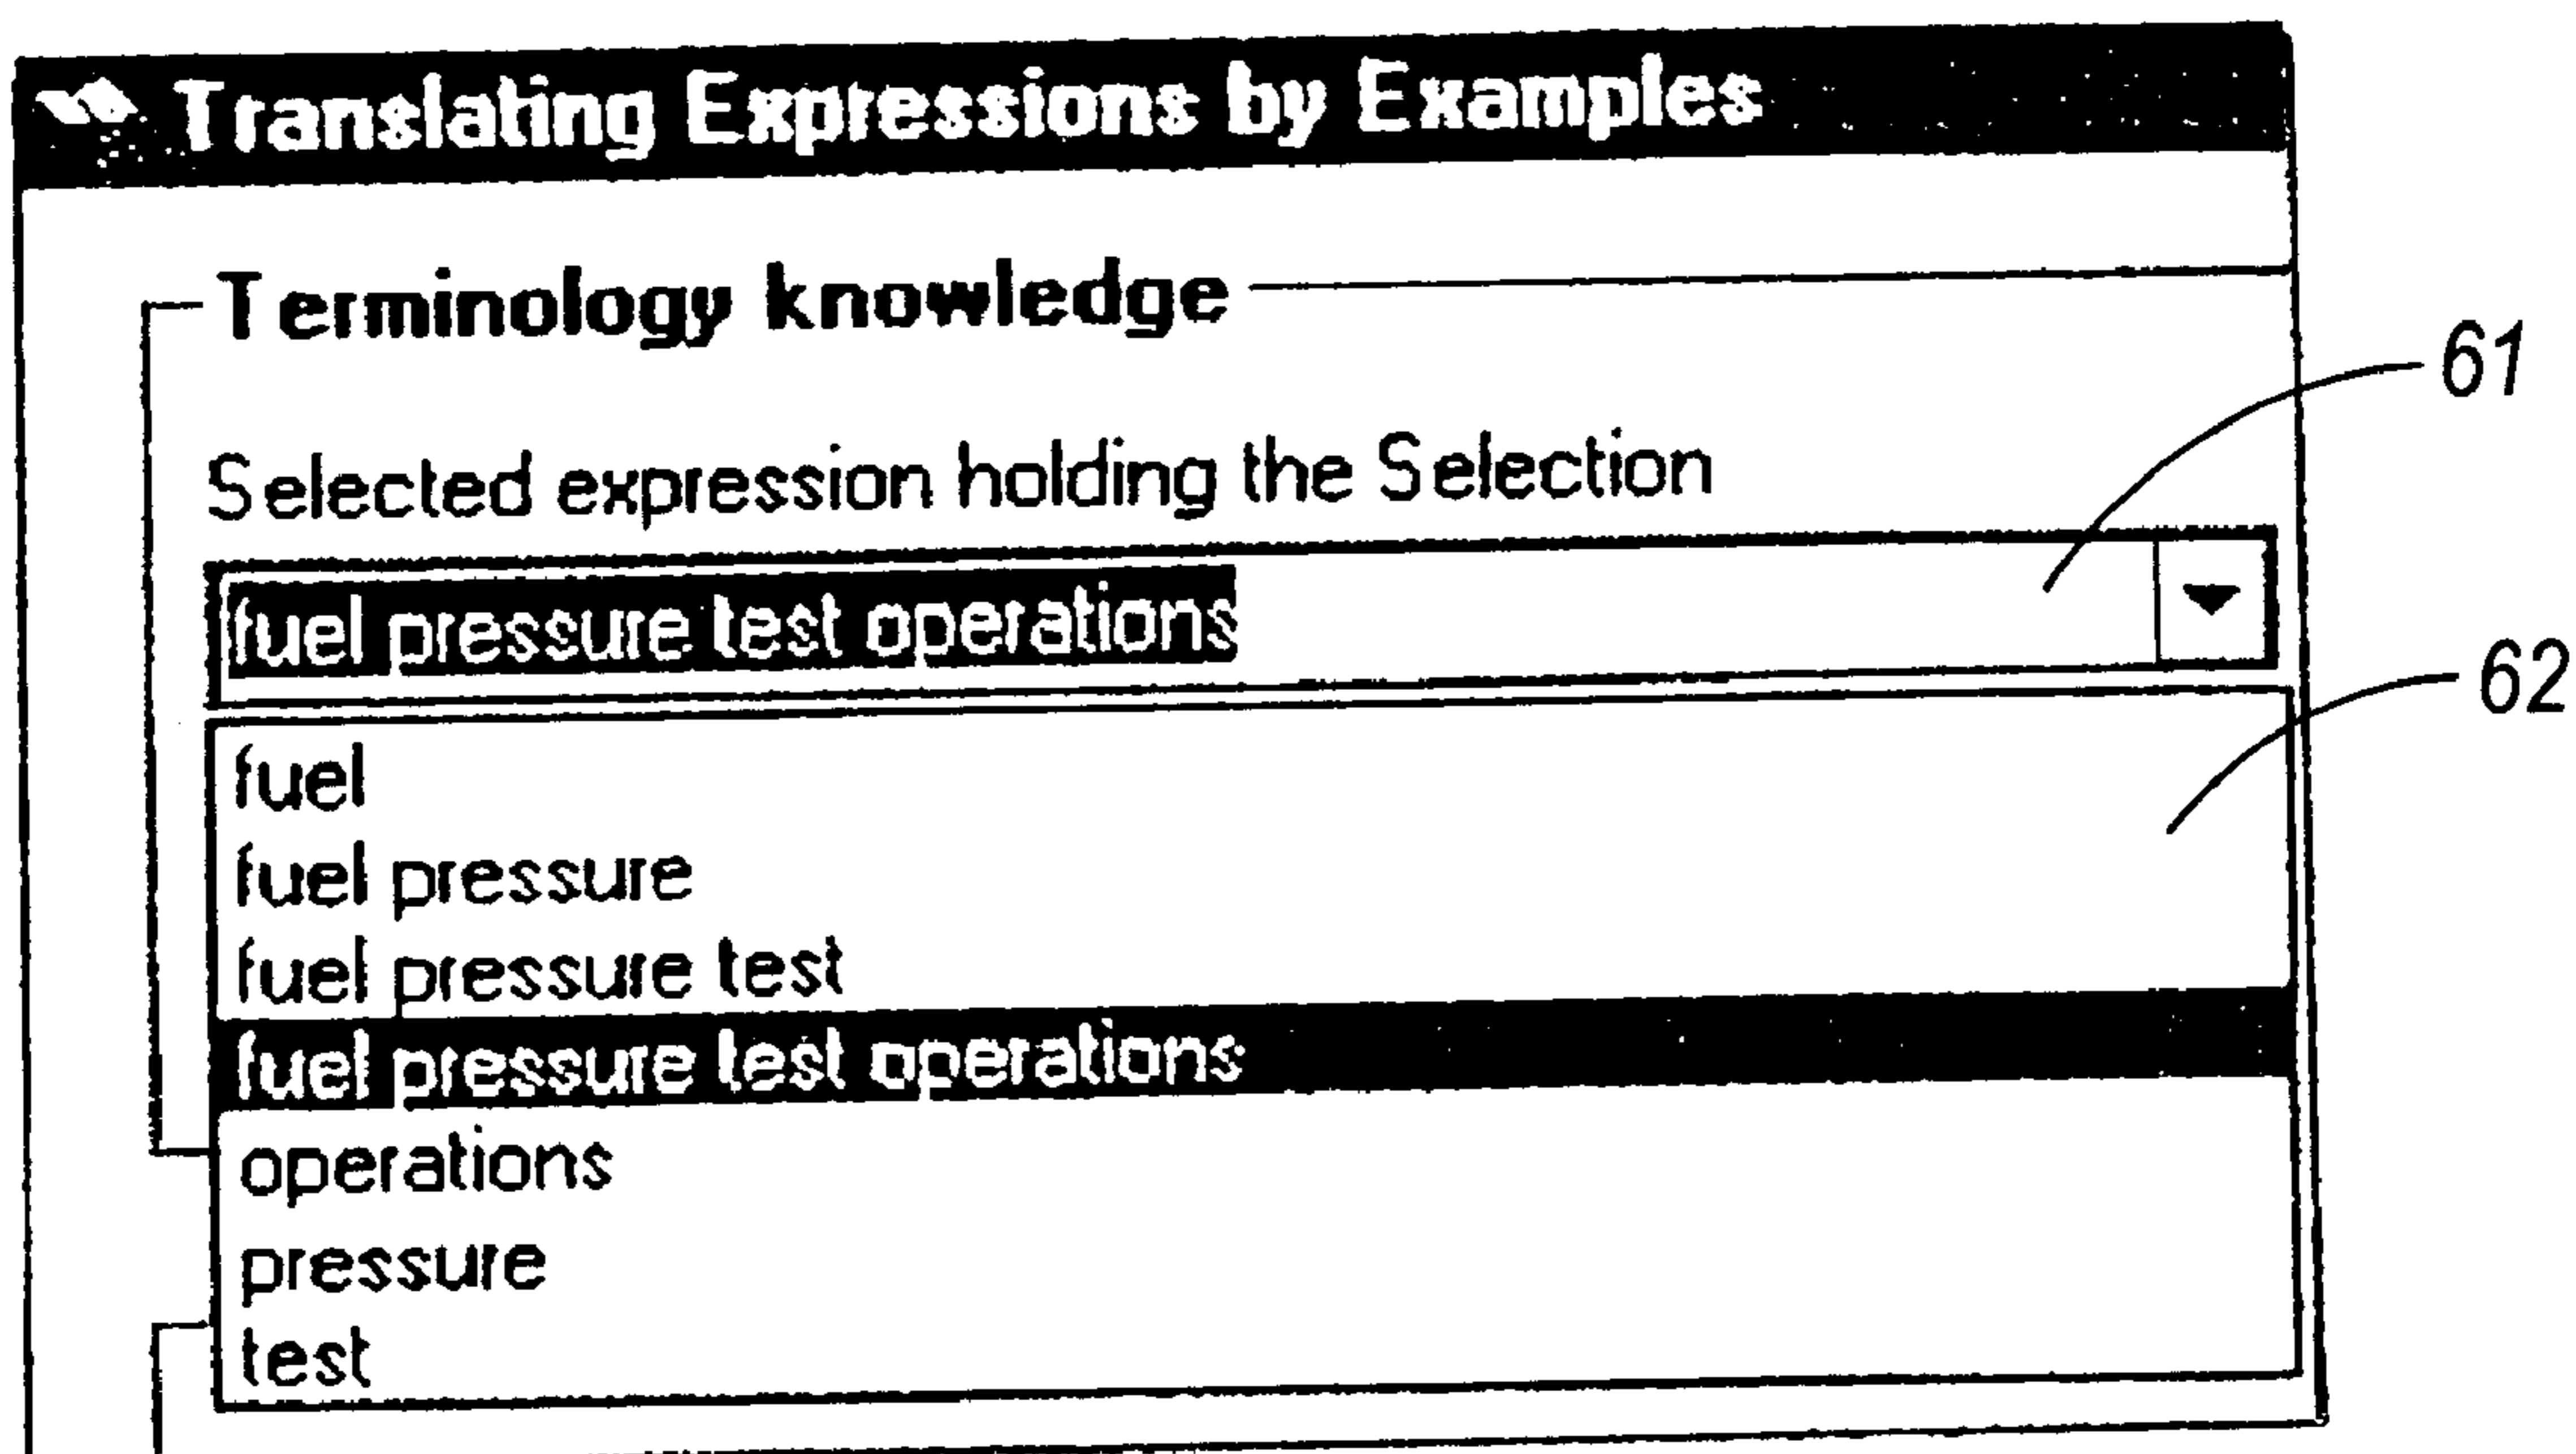 Translating Expressions by Examples
Terminology knowledge
61
Selected expression holding the Selection
fuel pressure test operations
62
fuel
fuel pressure
fuel pressure test
fuel pressure test operations
operations
pressure
test